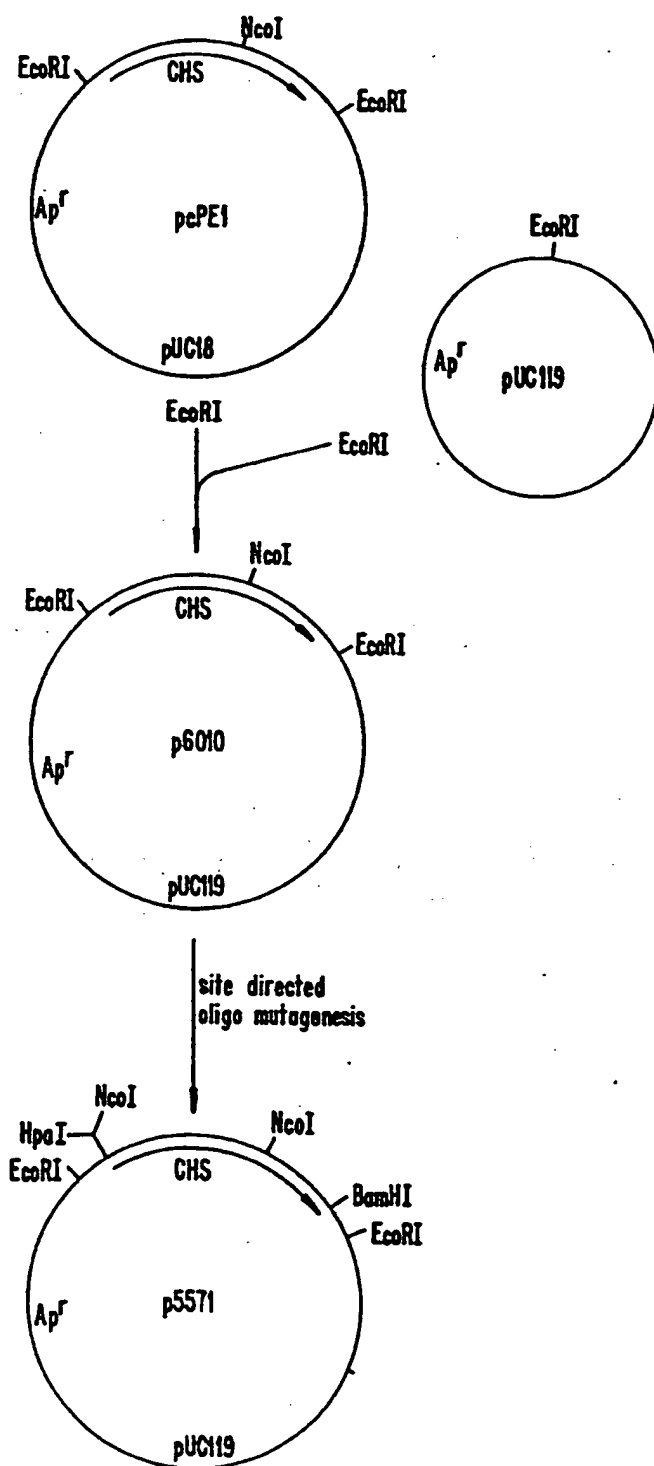 NcoI
EcoRI
CHS
EcoRI
Apr
pcPE1
pUC18
EcoRI
Apr
pUC119
EcoRI
EcoRI
NcoI
EcoRI
CHS
EcoRI
Apr
p6010
pUC119
site directed
oligo mutagenesis
NcoI
HpaI
NcoI
EcoRI
CHS
BamHI
EcoRI
Apr
p5571
pUC119